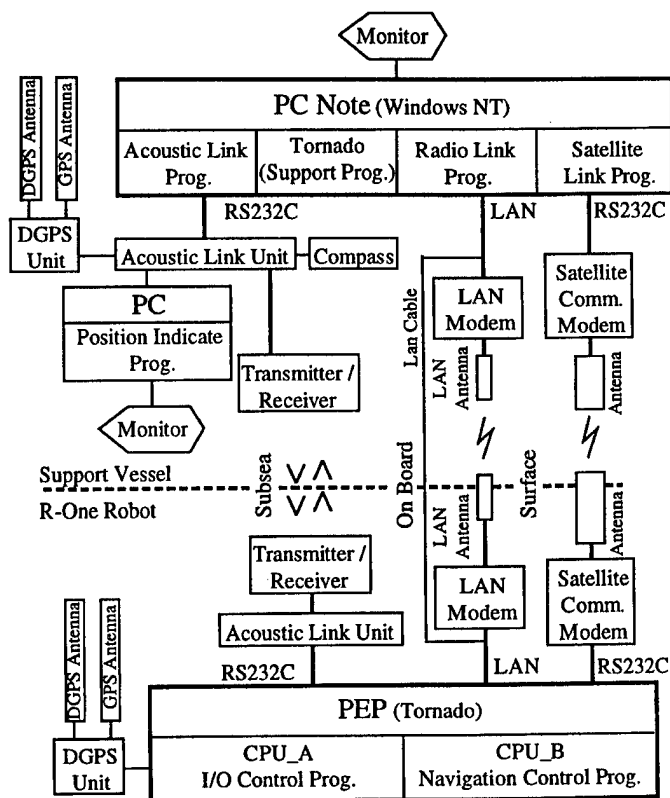 Monitor
PC Note (Windows NT)
Acoustic Link
Prog.
Tornado
(Support Prog.)
Radio Link
Prog.
Satellite
Link Prog.
DGPS Antenna
GPS Antenna
RS232C
LAN
RS232C
DGPS
Unit
Acoustic Link Unit
Compass
PC
Position Indicate
Prog.
Monitor
Transmitter /
Receiver
Lan Cable
LAN
Modem
Satellite
Comm.
Modem
LAN
Antenna
Antenna
Support Vessel
R-One Robot
Subsea
On Board
Surface
LAN
Antenna
Antenna
Transmitter /
Receiver
Acoustic Link Unit
LAN
Modem
Satellite
Comm.
Modem
RS232C
LAN
RS232C
DGPS Antenna
GPS Antenna
DGPS
Unit
PEP (Tornado)
CPU_A
I/O Control Prog.
CPU_B
Navigation Control Prog.